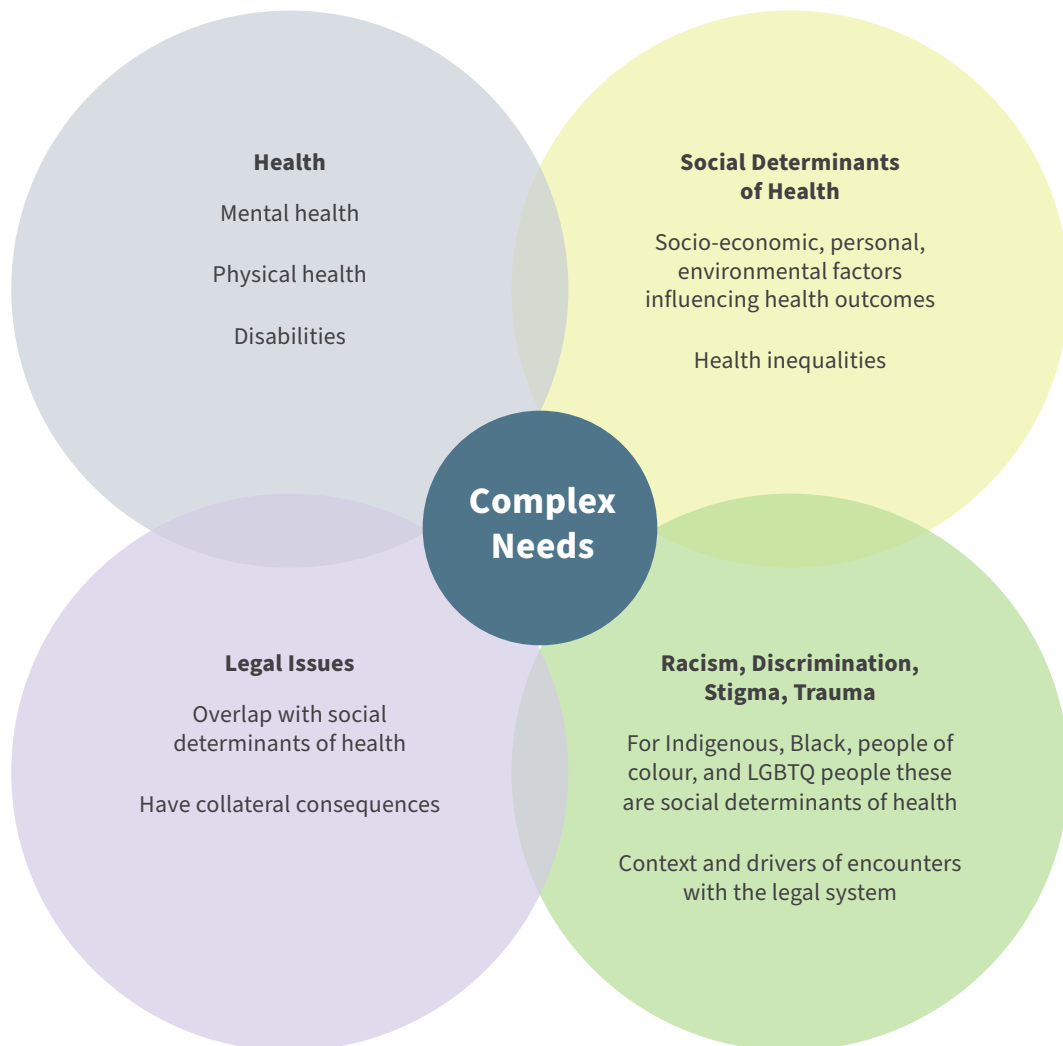 Health
Mental health
Physical health
Disabilities
Social Determinants
of Health
Socio-economic, personal,
environmental factors
influencing health outcomes
Health inequalities
Complex
Needs
Legal Issues
Overlap with social
determinants of health
Have collateral consequences
Racism, Discrimination,
Stigma, Trauma
For Indigenous, Black, people of
colour, and LGBTQ people these
are social determinants of health
Context and drivers of encounters
with the legal system